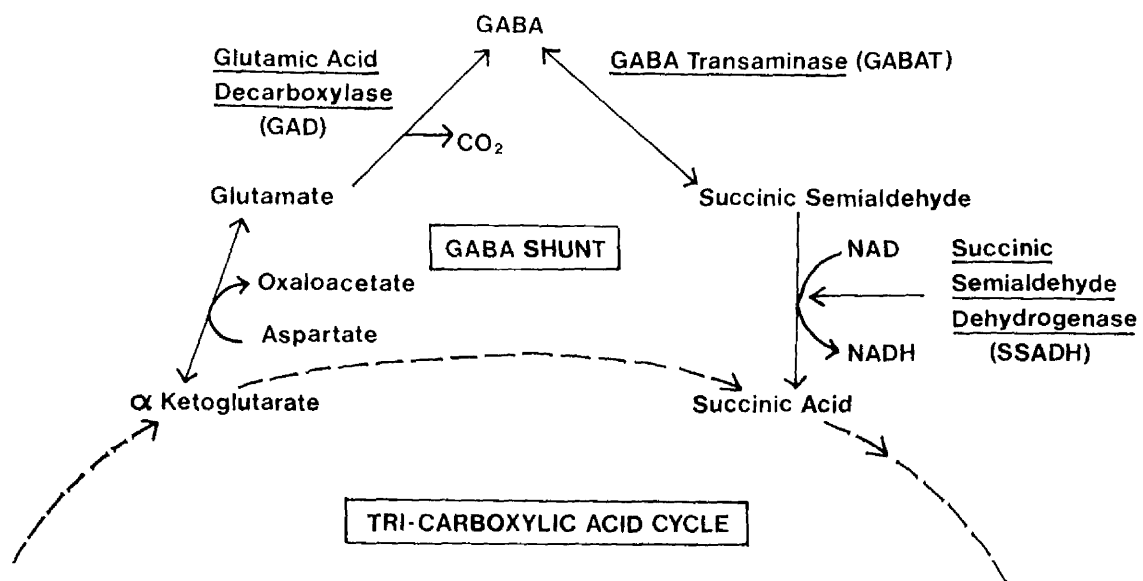 GABA
Glutamic Acid
Decarboxylase
(GAD)
GABA Transaminase (GABAT)
CO₂
Glutamate
Succinic Semialdehyde
GABA SHUNT
NAD
Succinic
Semialdehyde
Dehydrogenase
(SSADH)
Oxaloacetate
Aspartate
NADH
α Ketoglutarate
Succinic Acid
TRI-CARBOXYLIC ACID CYCLE